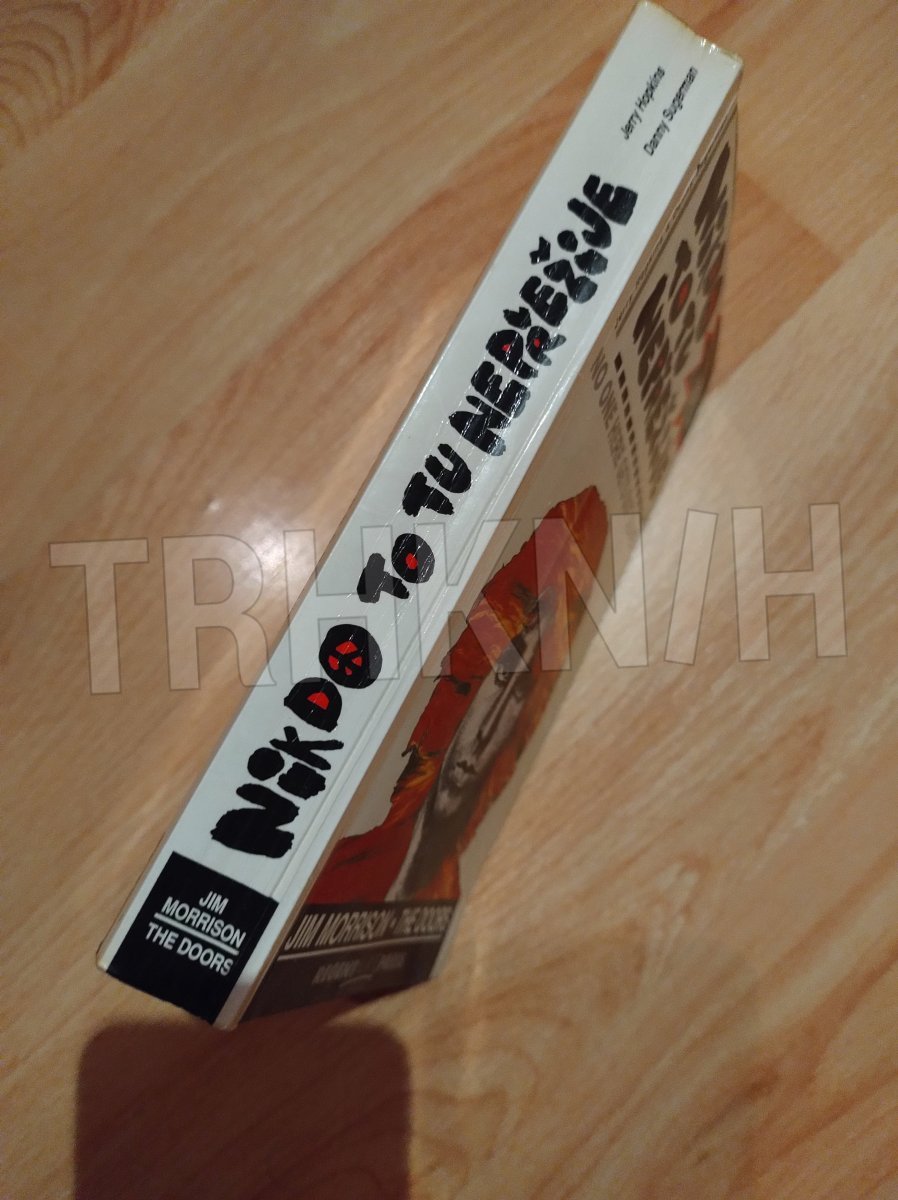 Jerry Hopkins
Danny Sugerman
NIKDO TO TU NEPŘEŽIJE
JIM
MORRISON
THE DOORS
NO ONE HERE
JIM MORRISON • THE DOORS
TRHKNIH